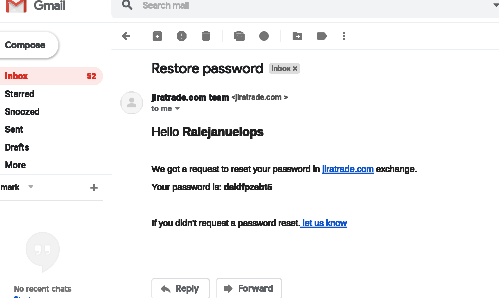 Gmail
Search mail
Compose
Inbox 52
Starred
Snoozed
Sent
Drafts
More
mark
No recent chats
Restore password Inbox x
jiratrade.com team <jiratrade.com >
to me
Hello Ralejanuelops
We got a request to reset your password in jiratrade.com exchange.
Your password is:
If you didn't request a password reset, let us know
Reply Forward